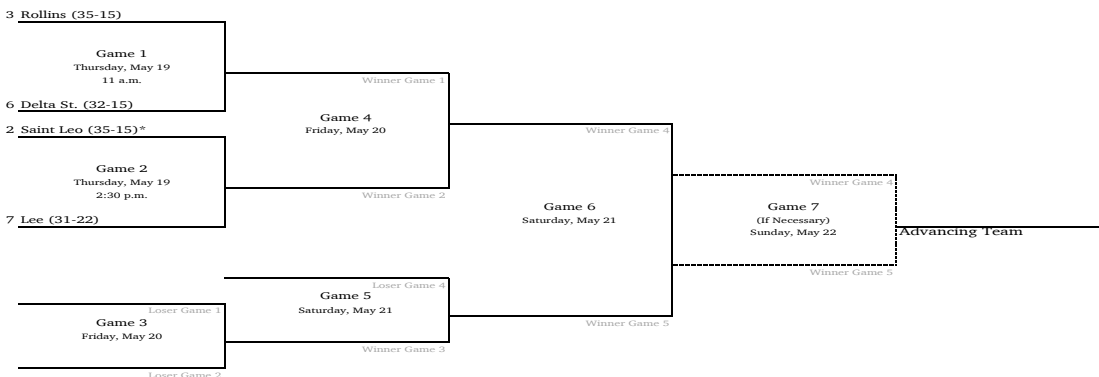 3 Rollins (35-15)
Game 1
Thursday, May 19
11 a.m.
6 Delta St. (32-15)
2 Saint Leo (35-15)*
Game 2
Thursday, May 19
2:30 p.m.
7 Lee (31-22)
Winner Game 1
Game 4
Friday, May 20
Winner Game 2
Loser Game 1
Game 3
Friday, May 20
Loser Game 2
Loser Game 4
Game 5
Saturday, May 21
Winner Game 3
Winner Game 4
Game 6
Saturday, May 21
Winner Game 5
Winner Game 4
Game 7
(If Necessary)
Sunday, May 22
Winner Game 5
Advancing Team